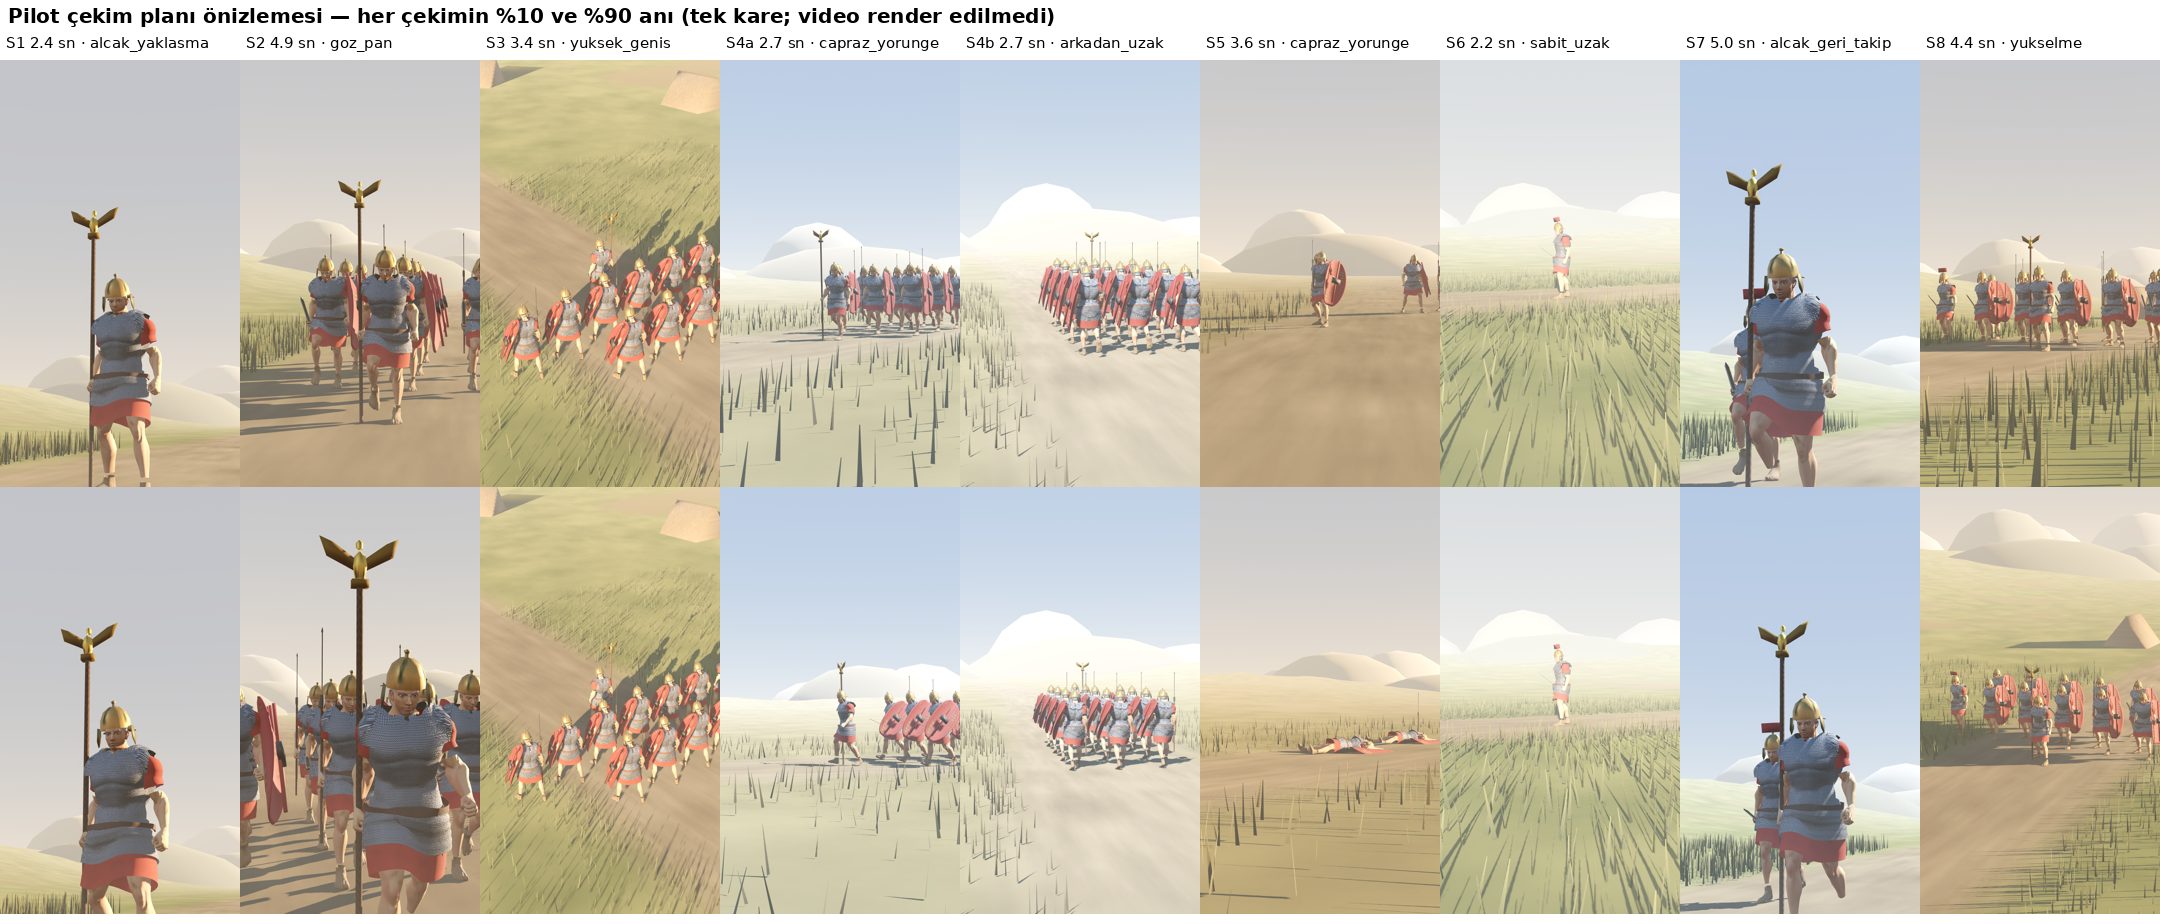 Pilot çekim planı önizlemesi — her çekimin %10 ve %90 anı (tek kare; video render edilmedi)
S1 2.4 sn · alcak_yaklasma
S2 4.9 sn · goz_pan
S3 3.4 sn · yuksek_genis
S4a 2.7 sn · capraz_yorunge
S4b 2.7 sn · arkadan_uzak
S5 3.6 sn · capraz_yorunge
S6 2.2 sn · sabit_uzak
S7 5.0 sn · alcak_geri_takip
S8 4.4 sn · yukselme